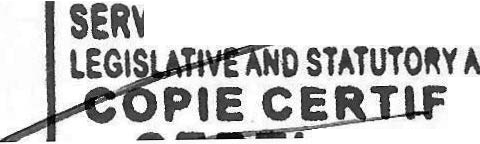 SERV
LEGISLATIVE AND STATUTORY A
COPIE CERTIF